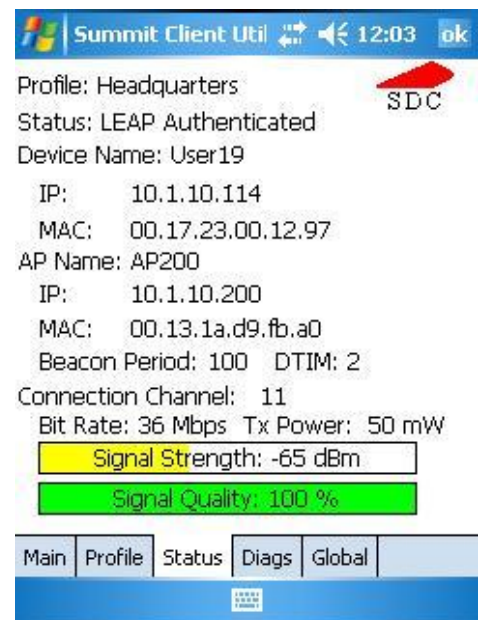 Summit Client Util 12:03 ok
Profile: Headquarters
SDC
Status: LEAP Authenticated
Device Name: User19
IP: 10.1.10.114
MAC: 00.17.23.00.12.97
AP Name: AP200
IP: 10.1.10.200
MAC: 00.13.1a.d9.fb.a0
Beacon Period: 100 DTIM: 2
Connection Channel: 11
Bit Rate: 36 Mbps Tx Power: 50 mW
Signal Strength: -65 dBm
Signal Quality: 100 %
Main Profile Status Diags Global